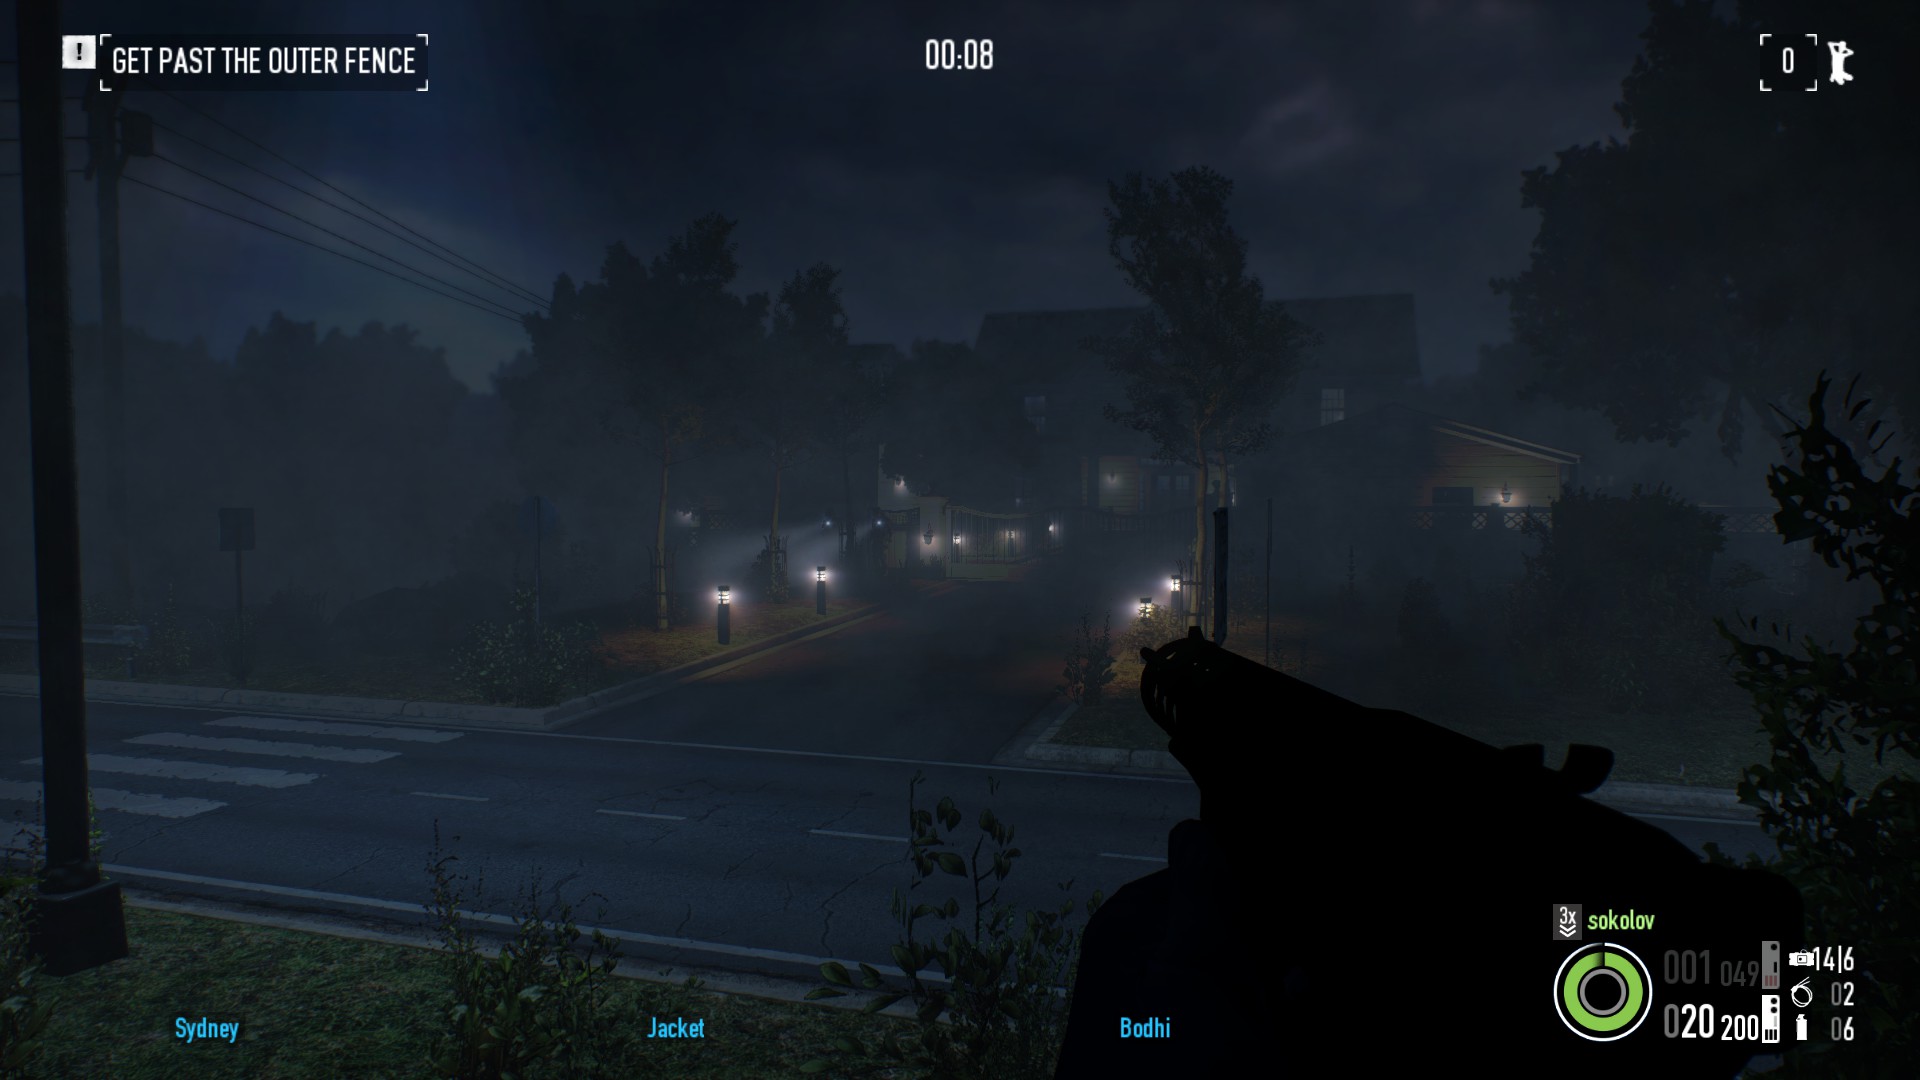 ! GET PAST THE OUTER FENCE
00:08
0
3x sokolov
001 049
14|6
02
020 200
06
Sydney
Jacket
Bodhi